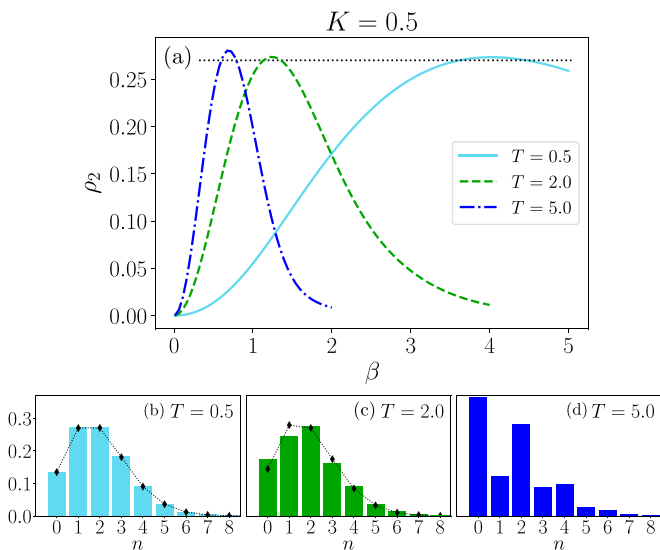 K = 0.5
(a)
0.25
0.20
0.15
0.10
0.05
0.00
ρ₂
T = 0.5
T = 2.0
T = 5.0
0 1 2 3 4 5
β
(b) T = 0.5
(c) T = 2.0
(d) T = 5.0
0.3
0.2
0.1
0.0
0 1 2 3 4 5 6 7 8
0 1 2 3 4 5 6 7 8
0 1 2 3 4 5 6 7 8
n
n
n